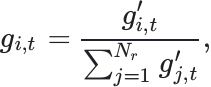 $g_{i,t} = \frac{g'_{i,t}}{\sum_{j=1}^{N_r} g'_{j,t}},$